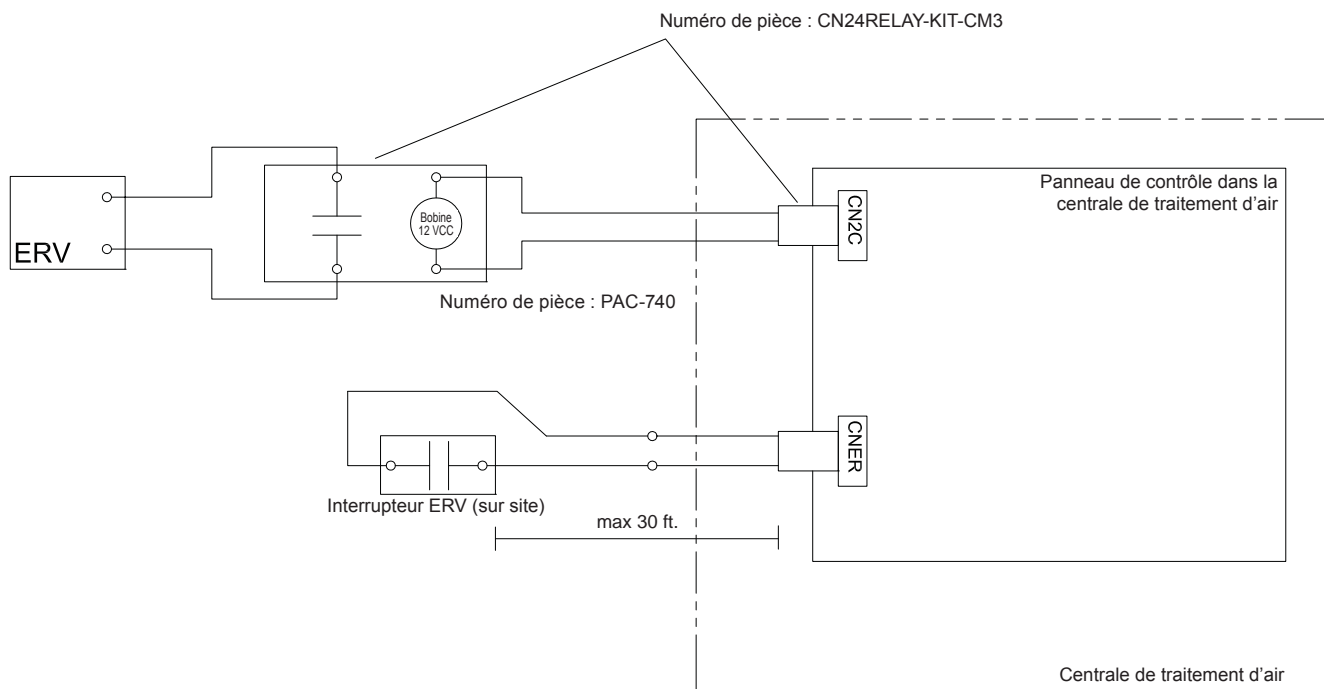 Numéro de pièce : CN24RELAY-KIT-CM3
Panneau de contrôle dans la
centrale de traitement d’air
CN2C
Bobine
12 VCC
ERV
Numéro de pièce : PAC-740
CNER
Interrupteur ERV (sur site)
max 30 ft.
Centrale de traitement d’air